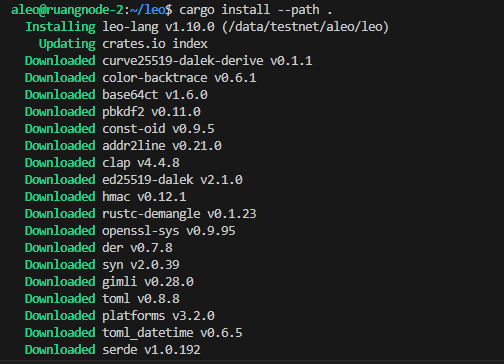 aleo@ruangnode-2:~/leo$ cargo install --path .
Installing leo-lang v1.10.0 (/data/testnet/aleo/leo)
Updating crates.io index
Downloaded curve25519-dalek-derive v0.1.1
Downloaded color-backtrace v0.6.1
Downloaded base64ct v1.6.0
Downloaded pbkdf2 v0.11.0
Downloaded const-oid v0.9.5
Downloaded addr2line v0.21.0
Downloaded clap v4.4.8
Downloaded ed25519-dalek v2.1.0
Downloaded hmac v0.12.1
Downloaded rustc-demangle v0.1.23
Downloaded openssl-sys v0.9.95
Downloaded der v0.7.8
Downloaded syn v2.0.39
Downloaded gimli v0.28.0
Downloaded toml v0.8.8
Downloaded platforms v3.2.0
Downloaded toml_datetime v0.6.5
Downloaded serde v1.0.192